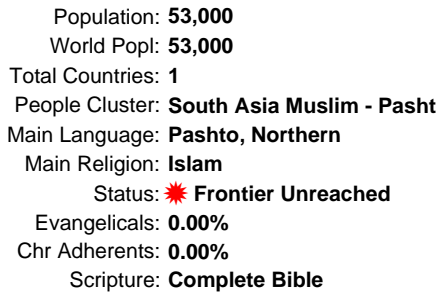 Population: 53,000
World Popl: 53,000
Total Countries: 1
People Cluster: South Asia Muslim - Pasht
Main Language: Pashto, Northern
Main Religion: Islam
Status: Frontier Unreached
Evangelicals: 0.00%
Chr Adherents: 0.00%
Scripture: Complete Bible